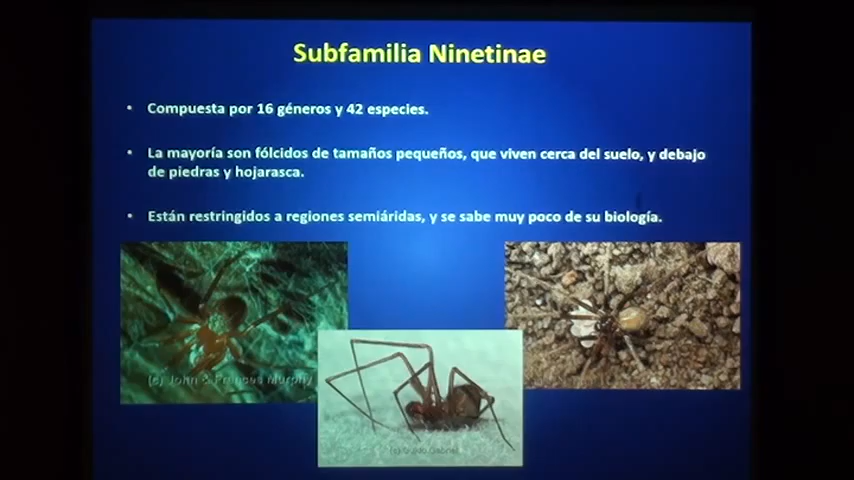 Subfamilia Ninetinae
• Compuesta por 16 géneros y 42 especies.
• La mayoría son fólcidos de tamaños pequeños, que viven cerca del suelo, y debajo
de piedras y hojarasca.
• Están restringidos a regiones semiáridas, y se sabe muy poco de su biología.
(c) John & Frances Murphy